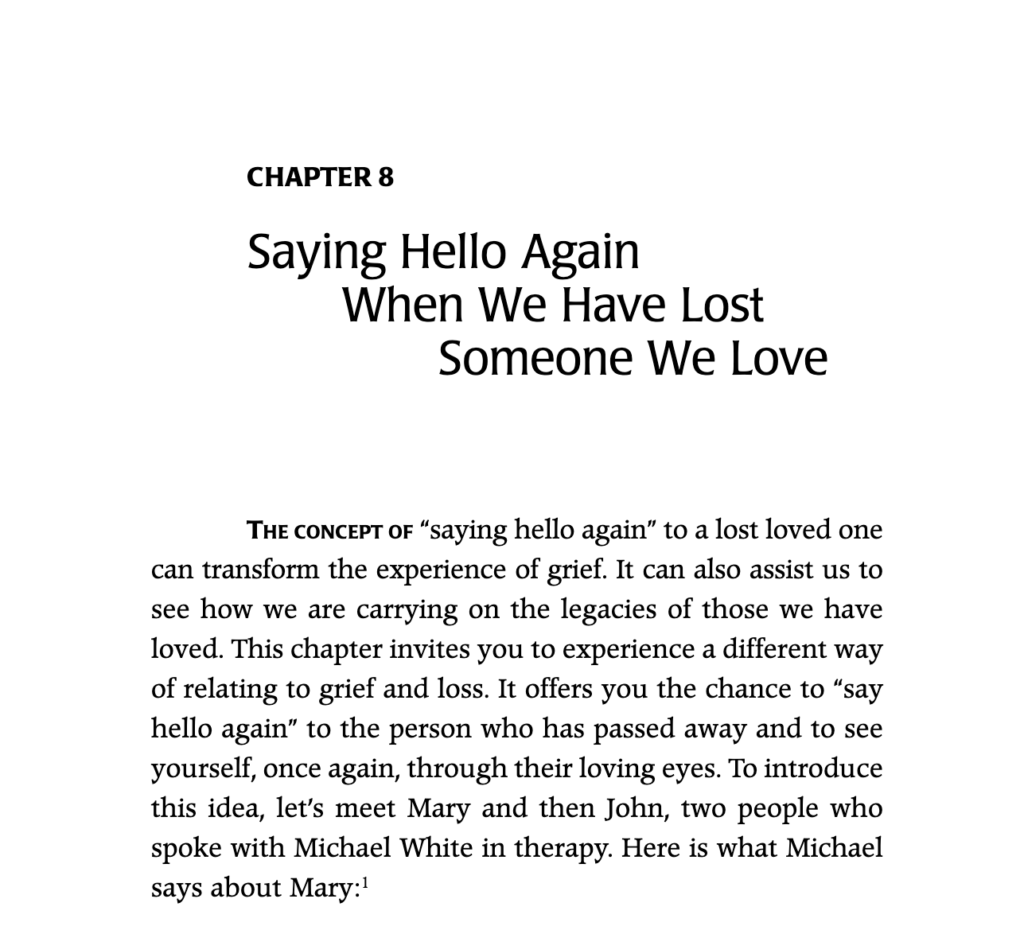 CHAPTER 8
Saying Hello Again
When We Have Lost
Someone We Love
THE CONCEPT OF “saying hello again” to a lost loved one
can transform the experience of grief. It can also assist us to
see how we are carrying on the legacies of those we have
loved. This chapter invites you to experience a different way
of relating to grief and loss. It offers you the chance to “say
hello again” to the person who has passed away and to see
yourself, once again, through their loving eyes. To introduce
this idea, let’s meet Mary and then John, two people who
spoke with Michael White in therapy. Here is what Michael
says about Mary:¹